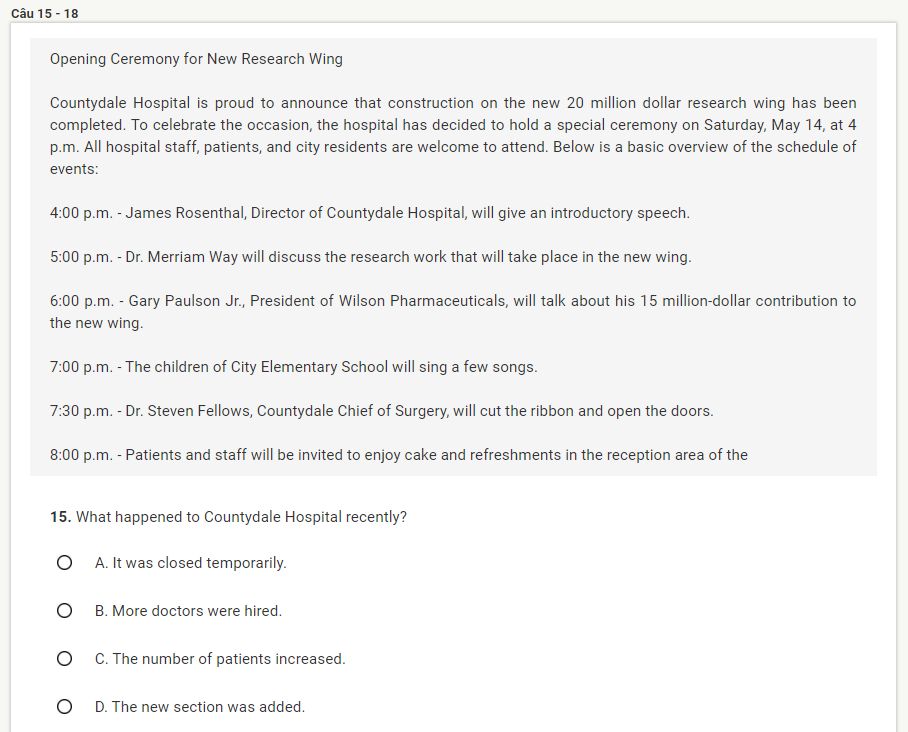 Câu 15 - 18
Opening Ceremony for New Research Wing
Countydale Hospital is proud to announce that construction on the new 20 million dollar research wing has been
completed. To celebrate the occasion, the hospital has decided to hold a special ceremony on Saturday, May 14, at 4
p.m. All hospital staff, patients, and city residents are welcome to attend. Below is a basic overview of the schedule of
events:
4:00 p.m. - James Rosenthal, Director of Countydale Hospital, will give an introductory speech.
5:00 p.m. - Dr. Merriam Way will discuss the research work that will take place in the new wing.
6:00 p.m. - Gary Paulson Jr., President of Wilson Pharmaceuticals, will talk about his 15 million-dollar contribution to
the new wing.
7:00 p.m. - The children of City Elementary School will sing a few songs.
7:30 p.m. - Dr. Steven Fellows, Countydale Chief of Surgery, will cut the ribbon and open the doors.
8:00 p.m. - Patients and staff will be invited to enjoy cake and refreshments in the reception area of the
15. What happened to Countydale Hospital recently?
A. It was closed temporarily.
B. More doctors were hired.
C. The number of patients increased.
D. The new section was added.